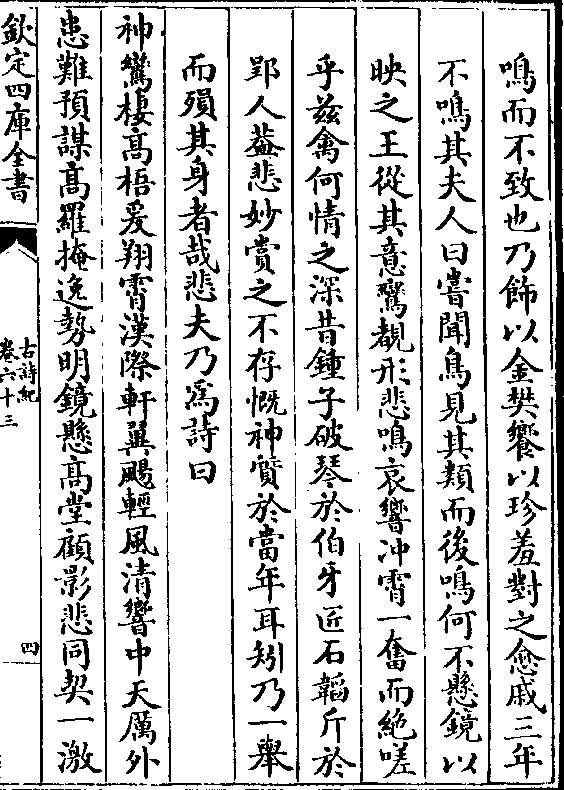 鳴而不致也乃飾以金樊饗以珍羞對之愈戚三年
不鳴其夫人曰嘗聞鳥見其類而後鳴何不懸鏡以
映之王從其意鸞覩形悲鳴哀響沖霄一奮而絶嗟
乎兹禽何情之深昔鍾子破琴於伯牙匠石韜斤於
郢人葢悲妙賞之不存慨神質於當年耳矧乃一舉
而殞其身者哉悲夫乃爲詩曰
神鸞棲髙梧爰翔霄漢際軒翼颺輕風清響中天厲外
患難預謀髙羅掩逸勢明鏡懸髙堂顧影悲同契一激
欽定四庫全書
古詩紀
卷六十三
四